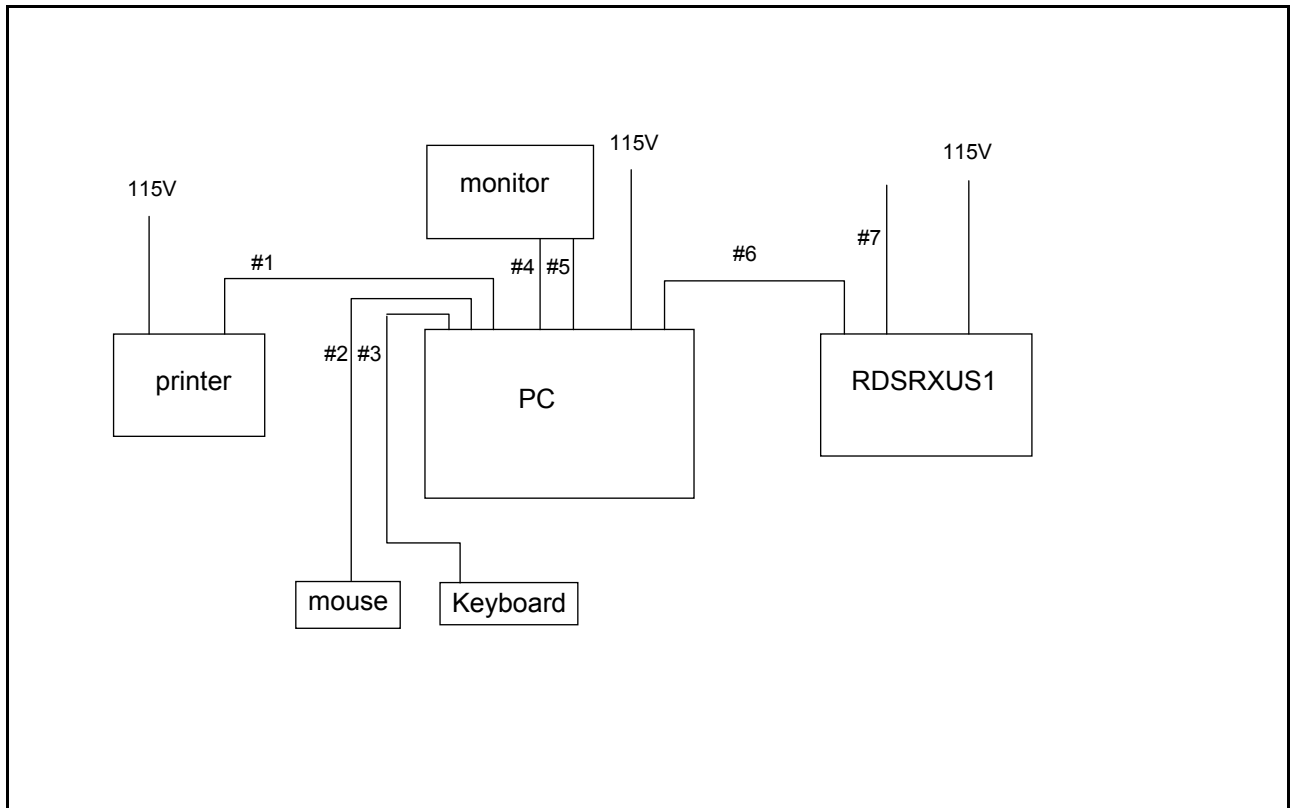 115V
monitor
115V
115V
#1
#4
#5
#6
#7
#2
#3
printer
PC
RDSRXUS1
mouse
Keyboard